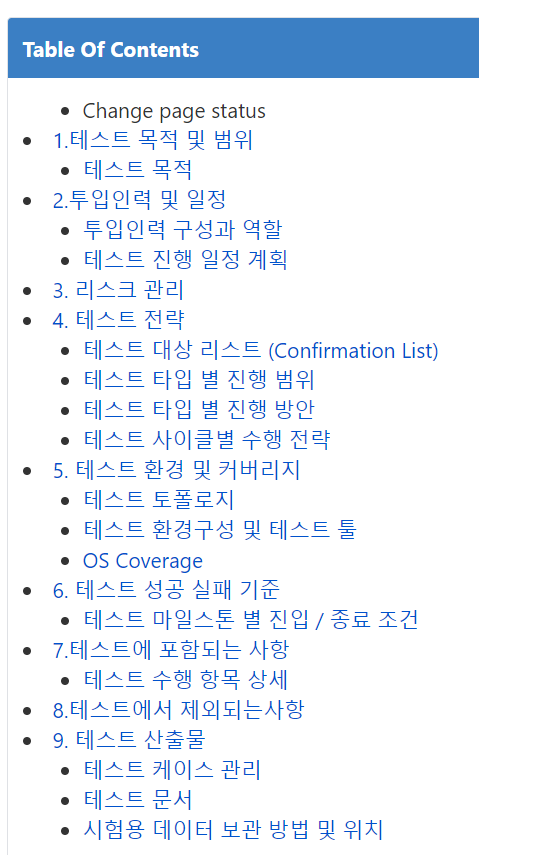 Table Of Contents
Change page status
1.테스트 목적 및 범위
테스트 목적
2.투입인력 및 일정
투입인력 구성과 역할
테스트 진행 일정 계획
3. 리스크 관리
4. 테스트 전략
테스트 대상 리스트 (Confirmation List)
테스트 타입 별 진행 범위
테스트 타입 별 진행 방안
테스트 사이클별 수행 전략
5. 테스트 환경 및 커버리지
테스트 토폴로지
테스트 환경구성 및 테스트 툴
OS Coverage
6. 테스트 성공 실패 기준
테스트 마일스톤 별 진입 / 종료 조건
7.테스트에 포함되는 사항
테스트 수행 항목 상세
8.테스트에서 제외되는사항
9. 테스트 산출물
테스트 케이스 관리
테스트 문서
시험용 데이터 보관 방법 및 위치